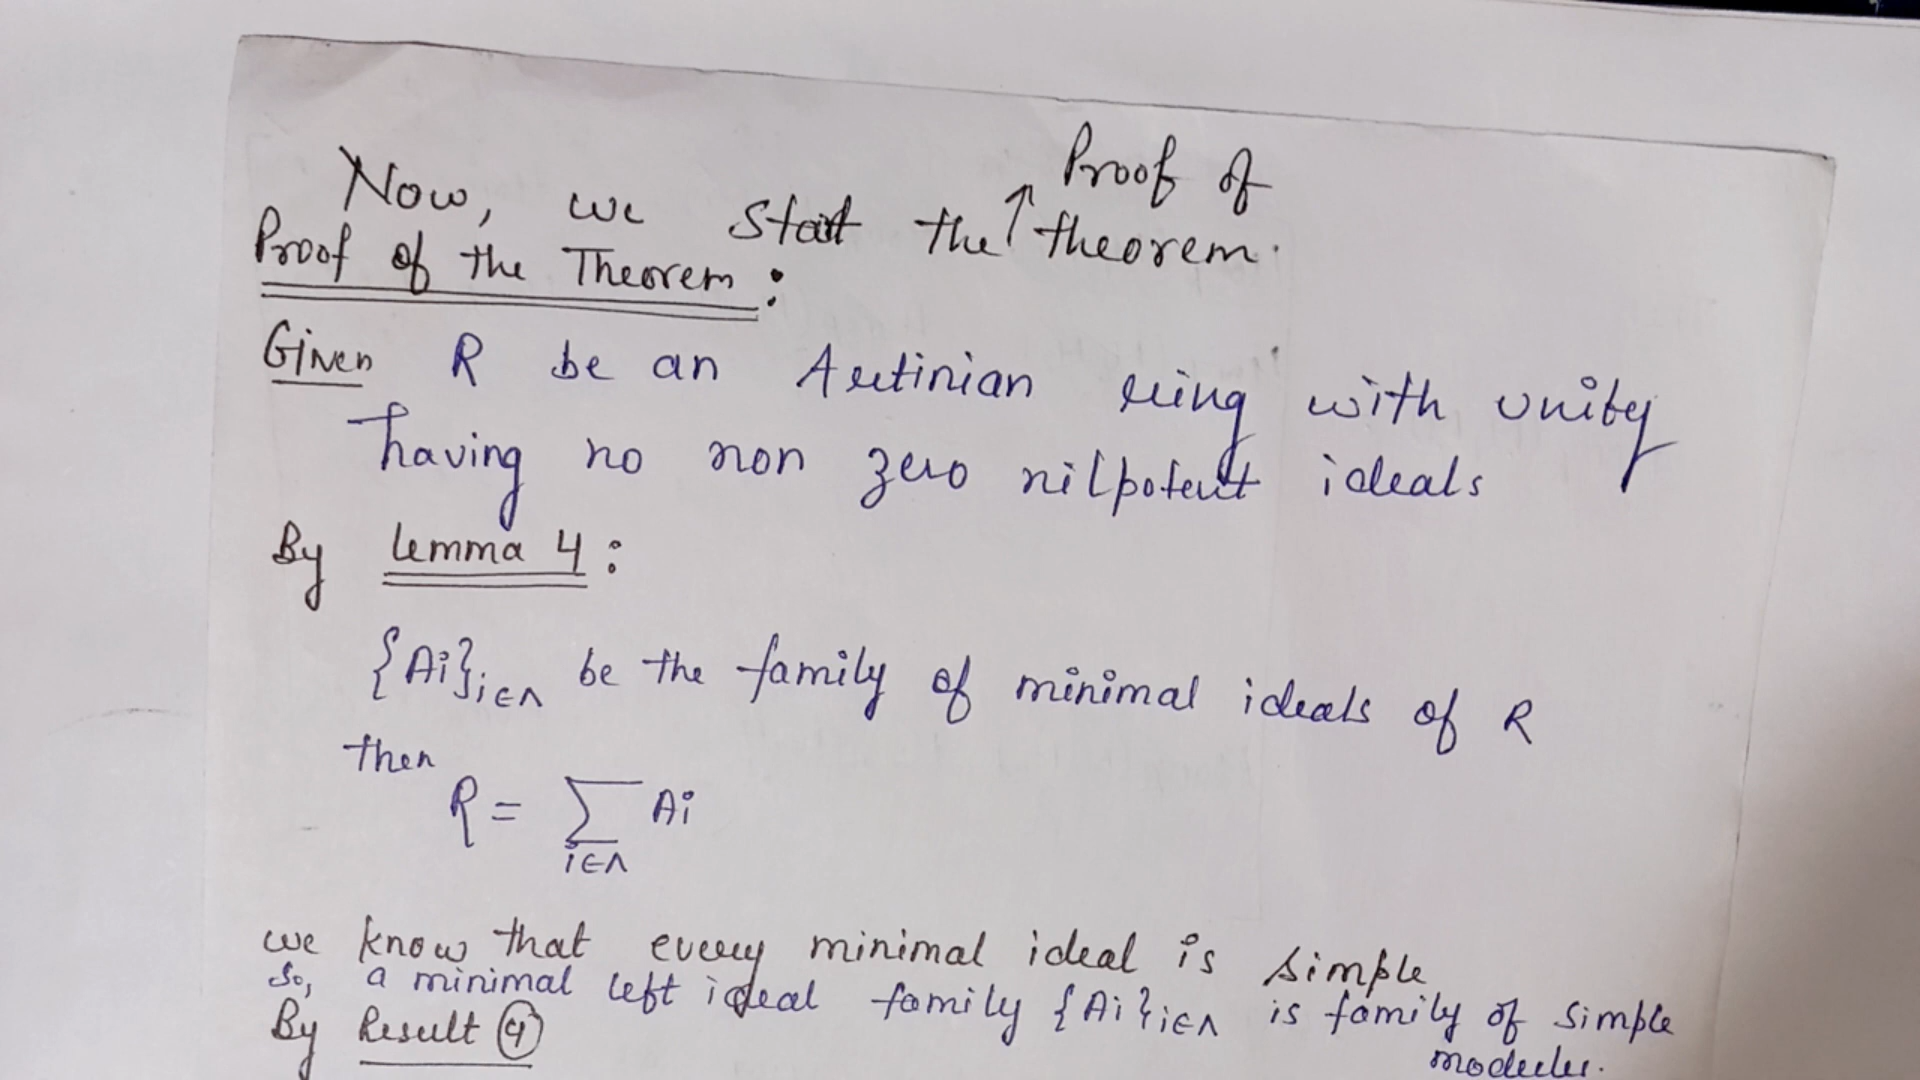 Now, we start the ↑ theorem.
Proof of
Proof of the Theorem :
Given R be an Artinian ring with unity
having no non zero nilpotent ideals
By Lemma 4 :
{Ai}i∈Λ be the family of minimal ideals of R
then
R = ∑ Ai
i∈Λ
we know that every minimal ideal is simple
So, a minimal left ideal family {Ai}i∈Λ is family of simple
modules.
By Result (4)